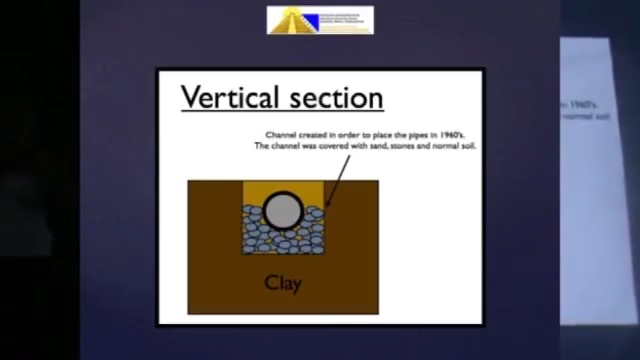 Vertical section
Channel created in order to place the pipes in 1960's.
The channel was covered with sand, stones and normal soil.
Clay
1960's.
normal soil